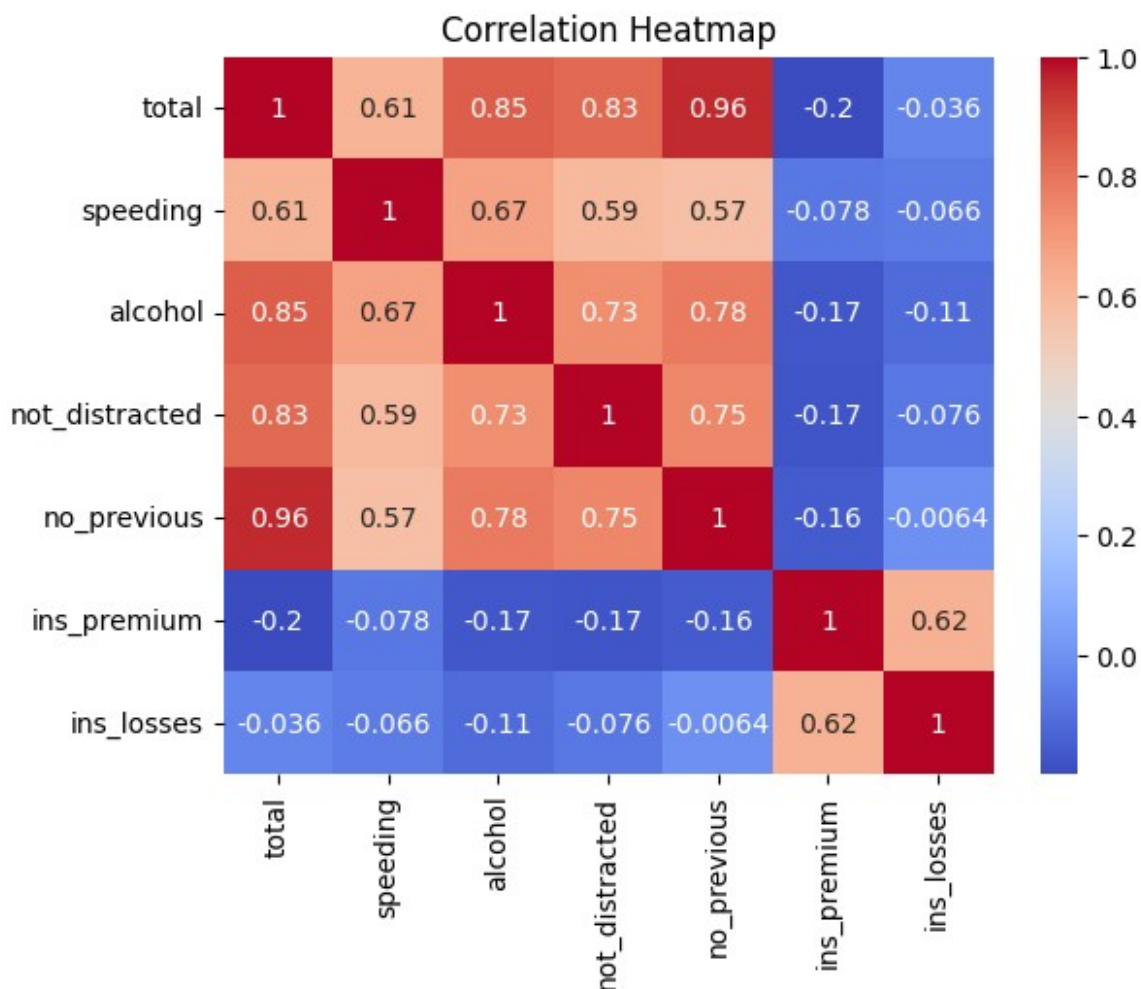 Correlation Heatmap
total 1 0.61 0.85 0.83 0.96 -0.2 -0.036
speeding 0.61 1 0.67 0.59 0.57 -0.078 -0.066
alcohol 0.85 0.67 1 0.73 0.78 -0.17 -0.11
not_distracted 0.83 0.59 0.73 1 0.75 -0.17 -0.076
no_previous 0.96 0.57 0.78 0.75 1 -0.16 -0.0064
ins_premium -0.2 -0.078 -0.17 -0.17 -0.16 1 0.62
ins_losses -0.036 -0.066 -0.11 -0.076 -0.0064 0.62 1
total speeding alcohol not_distracted no_previous ins_premium ins_losses
1.0
0.8
0.6
0.4
0.2
0.0